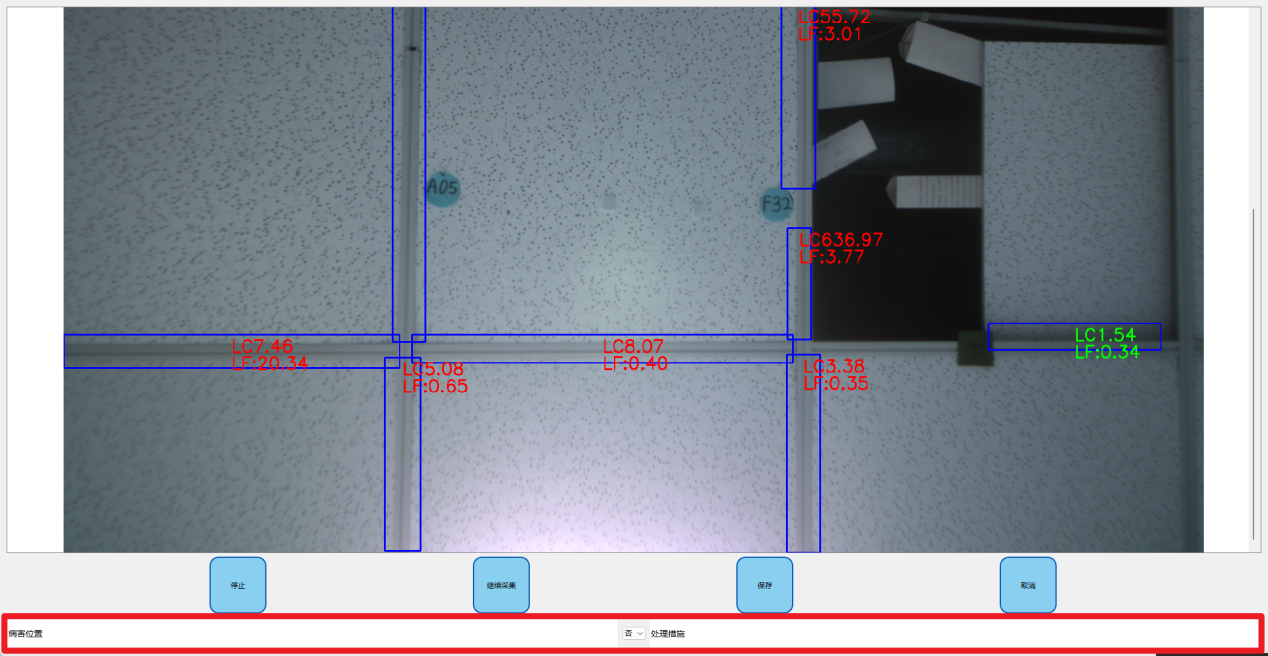 LC55.72
LF:3.01
A05
F32
LC636.97
LF:3.77
LC7.46
LF:20.34
LC8.07
LF:0.40
LC1.54
LF:0.34
LC5.08
LF:0.65
LC3.38
LF:0.35
停止
继续采集
保存
取消
病害位置
否
处理措施